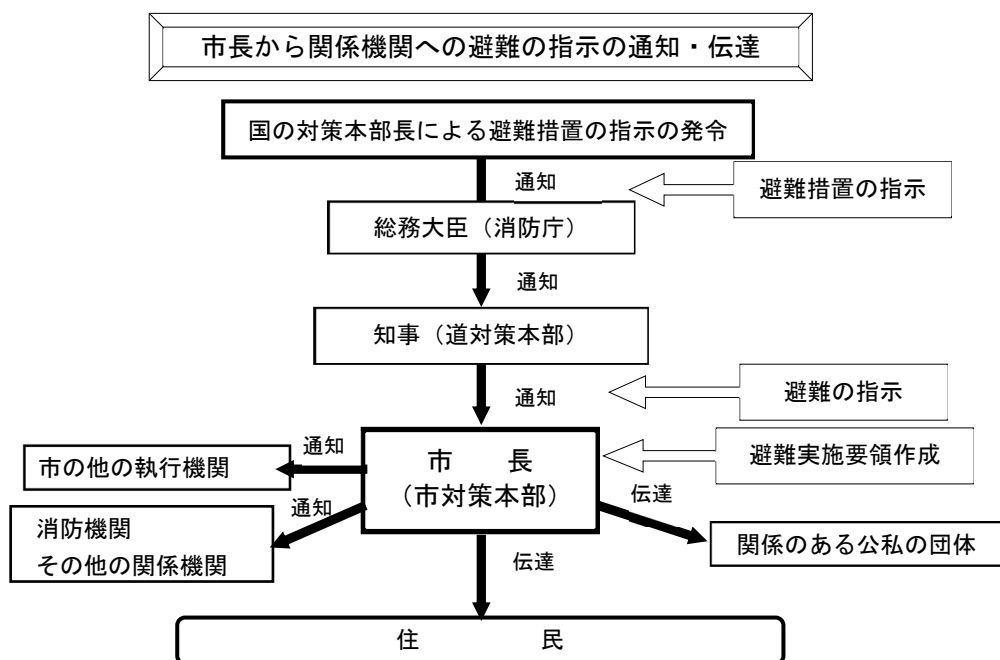 市長から関係機関への避難の指示の通知・伝達
国の対策本部長による避難措置の指示の発令
通知
避難措置の指示
総務大臣（消防庁）
通知
知事（道対策本部）
通知
避難の指示
市　　長
（市対策本部）
避難実施要領作成
通知
市の他の執行機関
通知
消防機関
その他の関係機関
伝達
関係のある公私の団体
伝達
住　　　　民